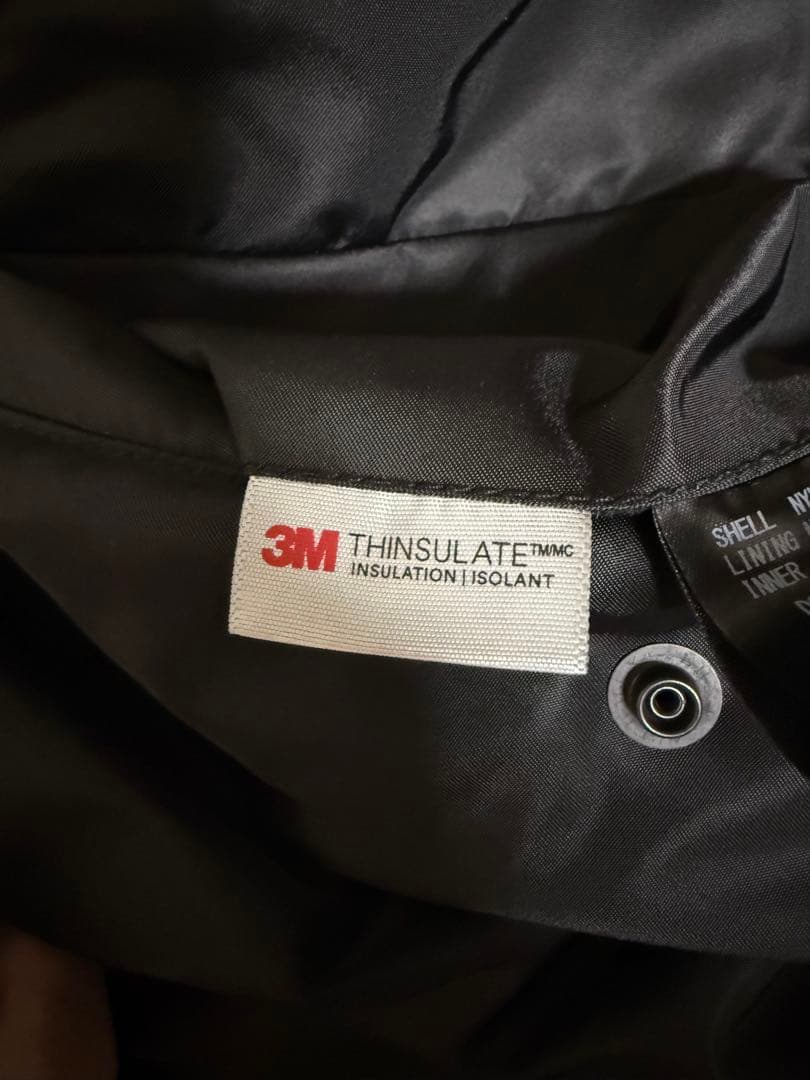 3M THINSULATE™/MC
INSULATION | ISOLANT
SHELL
LINING
INNER